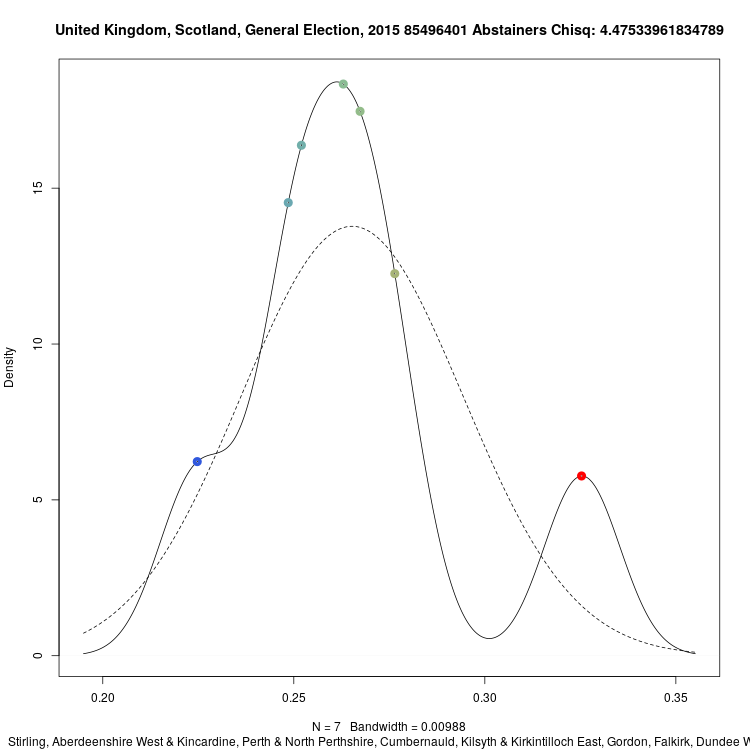 United Kingdom, Scotland, General Election, 2015 85496401 Abstainers Chisq: 4.47533961834789
Density
15
10
5
0
0.20 0.25 0.30 0.35
N = 7 Bandwidth = 0.00988
Stirling, Aberdeenshire West & Kincardine, Perth & North Perthshire, Cumbernauld, Kilsyth & Kirkintilloch East, Gordon, Falkirk, Dundee W